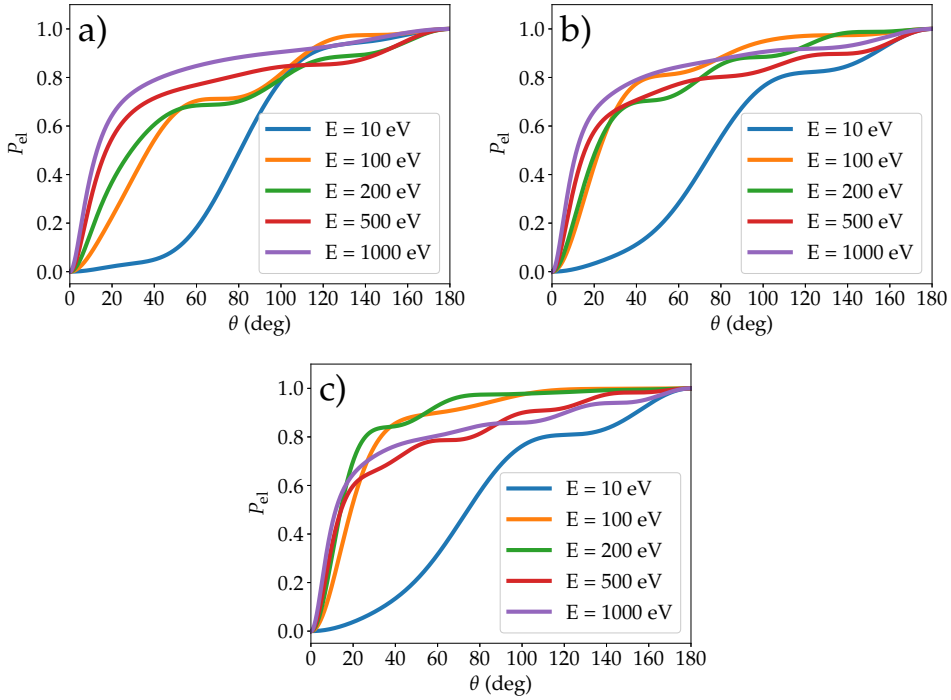 a)
1.0
0.8
0.6
0.4
0.2
0.0
P_el
E = 10 eV
E = 100 eV
E = 200 eV
E = 500 eV
E = 1000 eV
0 20 40 60 80 100 120 140 160 180
θ (deg)
b)
1.0
0.8
0.6
0.4
0.2
0.0
P_el
E = 10 eV
E = 100 eV
E = 200 eV
E = 500 eV
E = 1000 eV
0 20 40 60 80 100 120 140 160 180
θ (deg)
c)
1.0
0.8
0.6
0.4
0.2
0.0
P_el
E = 10 eV
E = 100 eV
E = 200 eV
E = 500 eV
E = 1000 eV
0 20 40 60 80 100 120 140 160 180
θ (deg)